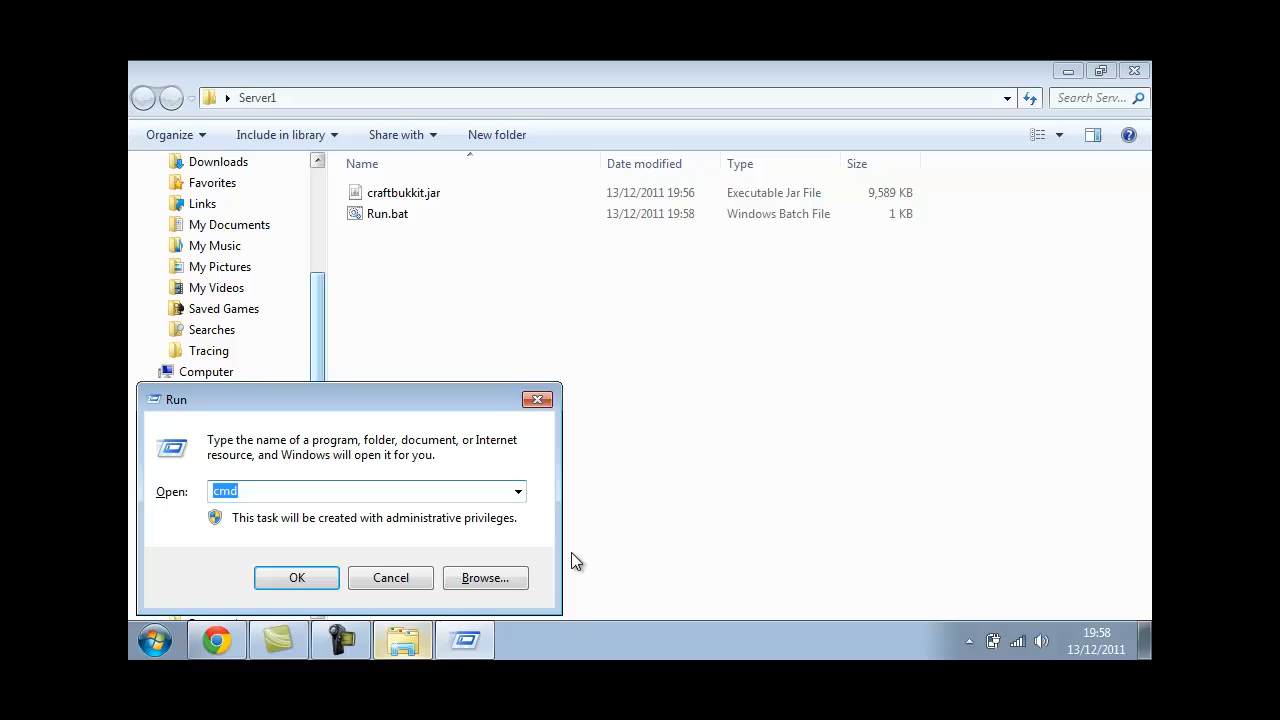 Server1
Search Serv...
Organize
Include in library
Share with
New folder
Name
Date modified
Type
Size
Downloads
Favorites
Links
My Documents
My Music
My Pictures
My Videos
Saved Games
Searches
Tracing
Computer
craftbukkit.jar 13/12/2011 19:56 Executable Jar File 9,589 KB
Run.bat 13/12/2011 19:58 Windows Batch File 1 KB
Run
Type the name of a program, folder, document, or Internet
resource, and Windows will open it for you.
Open: cmd
This task will be created with administrative privileges.
OK
Cancel
Browse...
19:58
13/12/2011